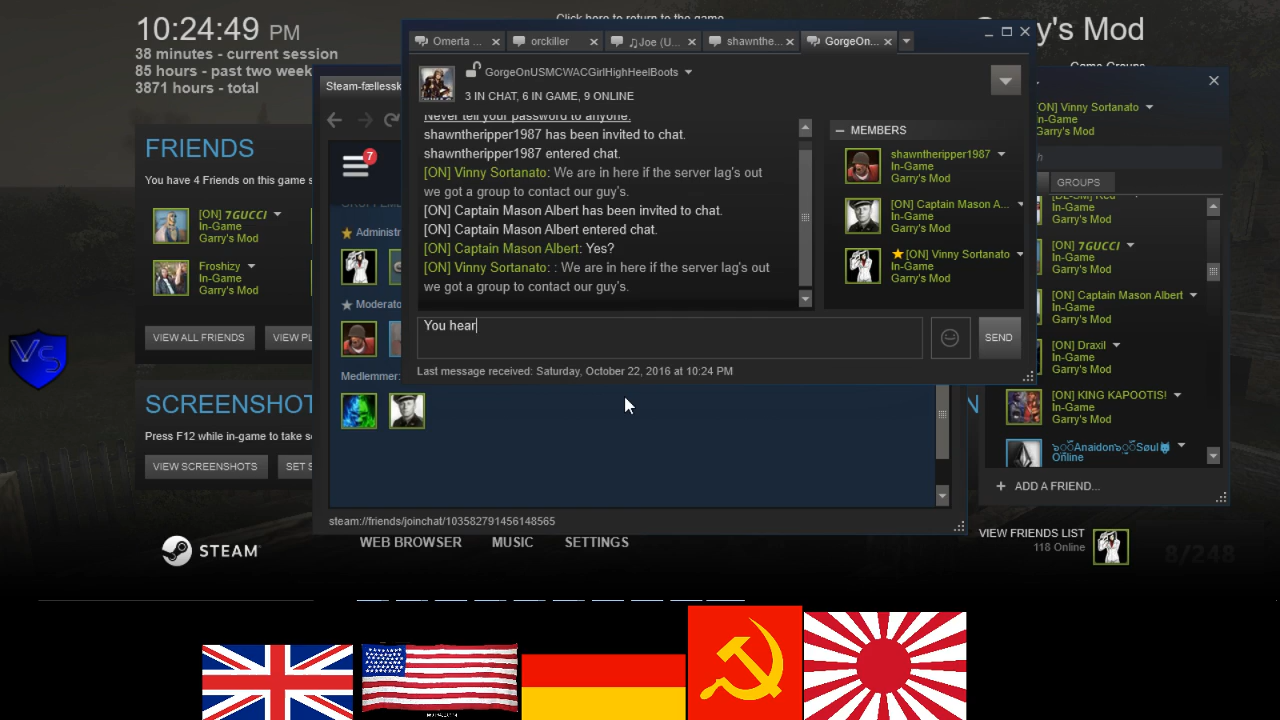 10:24:49 PM
38 minutes - current session
85 hours - past two week
3871 hours - total
Click here to return to the game
y's Mod
Game Groups
FRIENDS
You have 4 Friends on this game s
[ON] 7GUCCI
In-Game
Garry's Mod
Froshizy
In-Game
Garry's Mod
VIEW ALL FRIENDS
VIEW PL
VS
SCREENSHOT
Press F12 while in-game to take s
VIEW SCREENSHOTS
SET S
STEAM
Steam-fællessk
7
Administr
Moderato
Medlemmer:
steam://friends/joinchat/103582791456148565
WEB BROWSER
MUSIC
SETTINGS
Omerta ...
orckiller
♫Joe (U...
shawnthe...
GorgeOn...
GorgeOnUSMCWACGirlHighHeelBoots
3 IN CHAT, 6 IN GAME, 9 ONLINE
Never tell your password to anyone.
shawntheripper1987 has been invited to chat.
shawntheripper1987 entered chat.
[ON] Vinny Sortanato: We are in here if the server lag's out
we got a group to contact our guy's.
[ON] Captain Mason Albert has been invited to chat.
[ON] Captain Mason Albert entered chat.
[ON] Captain Mason Albert: Yes?
[ON] Vinny Sortanato: : We are in here if the server lag's out
we got a group to contact our guy's.
MEMBERS
shawntheripper1987
In-Game
Garry's Mod
[ON] Captain Mason A...
In-Game
Garry's Mod
[ON] Vinny Sortanato
In-Game
Garry's Mod
You hear
SEND
Last message received: Saturday, October 22, 2016 at 10:24 PM
ON] Vinny Sortanato
n-Game
Garry's Mod
h
GROUPS
In-Game
Garry's Mod
[ON] 7GUCCI
In-Game
Garry's Mod
[ON] Captain Mason Albert
In-Game
Garry's Mod
[ON] Draxil
In-Game
Garry's Mod
[ON] KING KAPOOTIS!
In-Game
Garry's Mod
Online
+ ADD A FRIEND...
N
VIEW FRIENDS LIST
118 Online
8/248